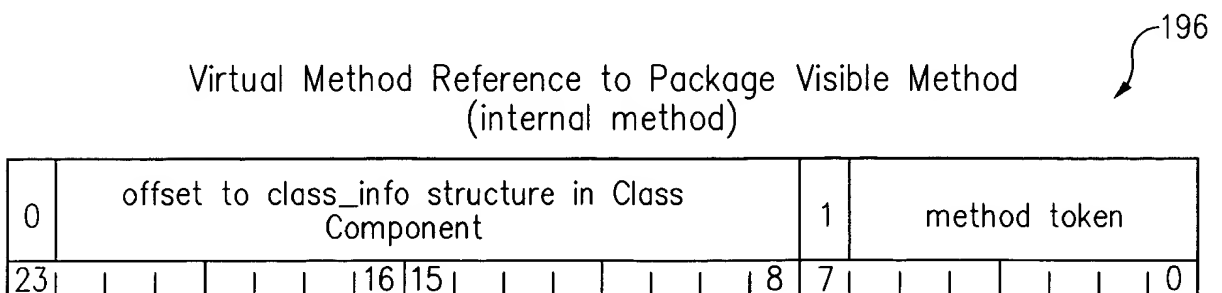 196
Virtual Method Reference to Package Visible Method
(internal method)
0 offset to class_info structure in Class 1 method token
Component
23 16 15 8 7 0